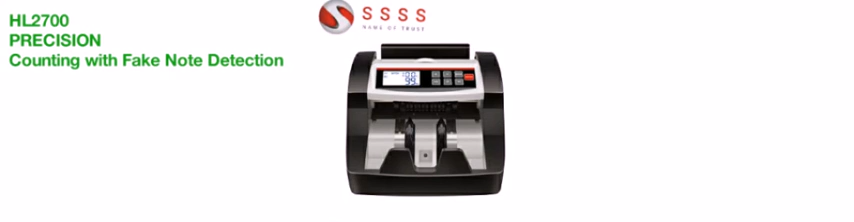 HL2700
PRECISION
Counting with Fake Note Detection
SSSS
NAME OF TRUST